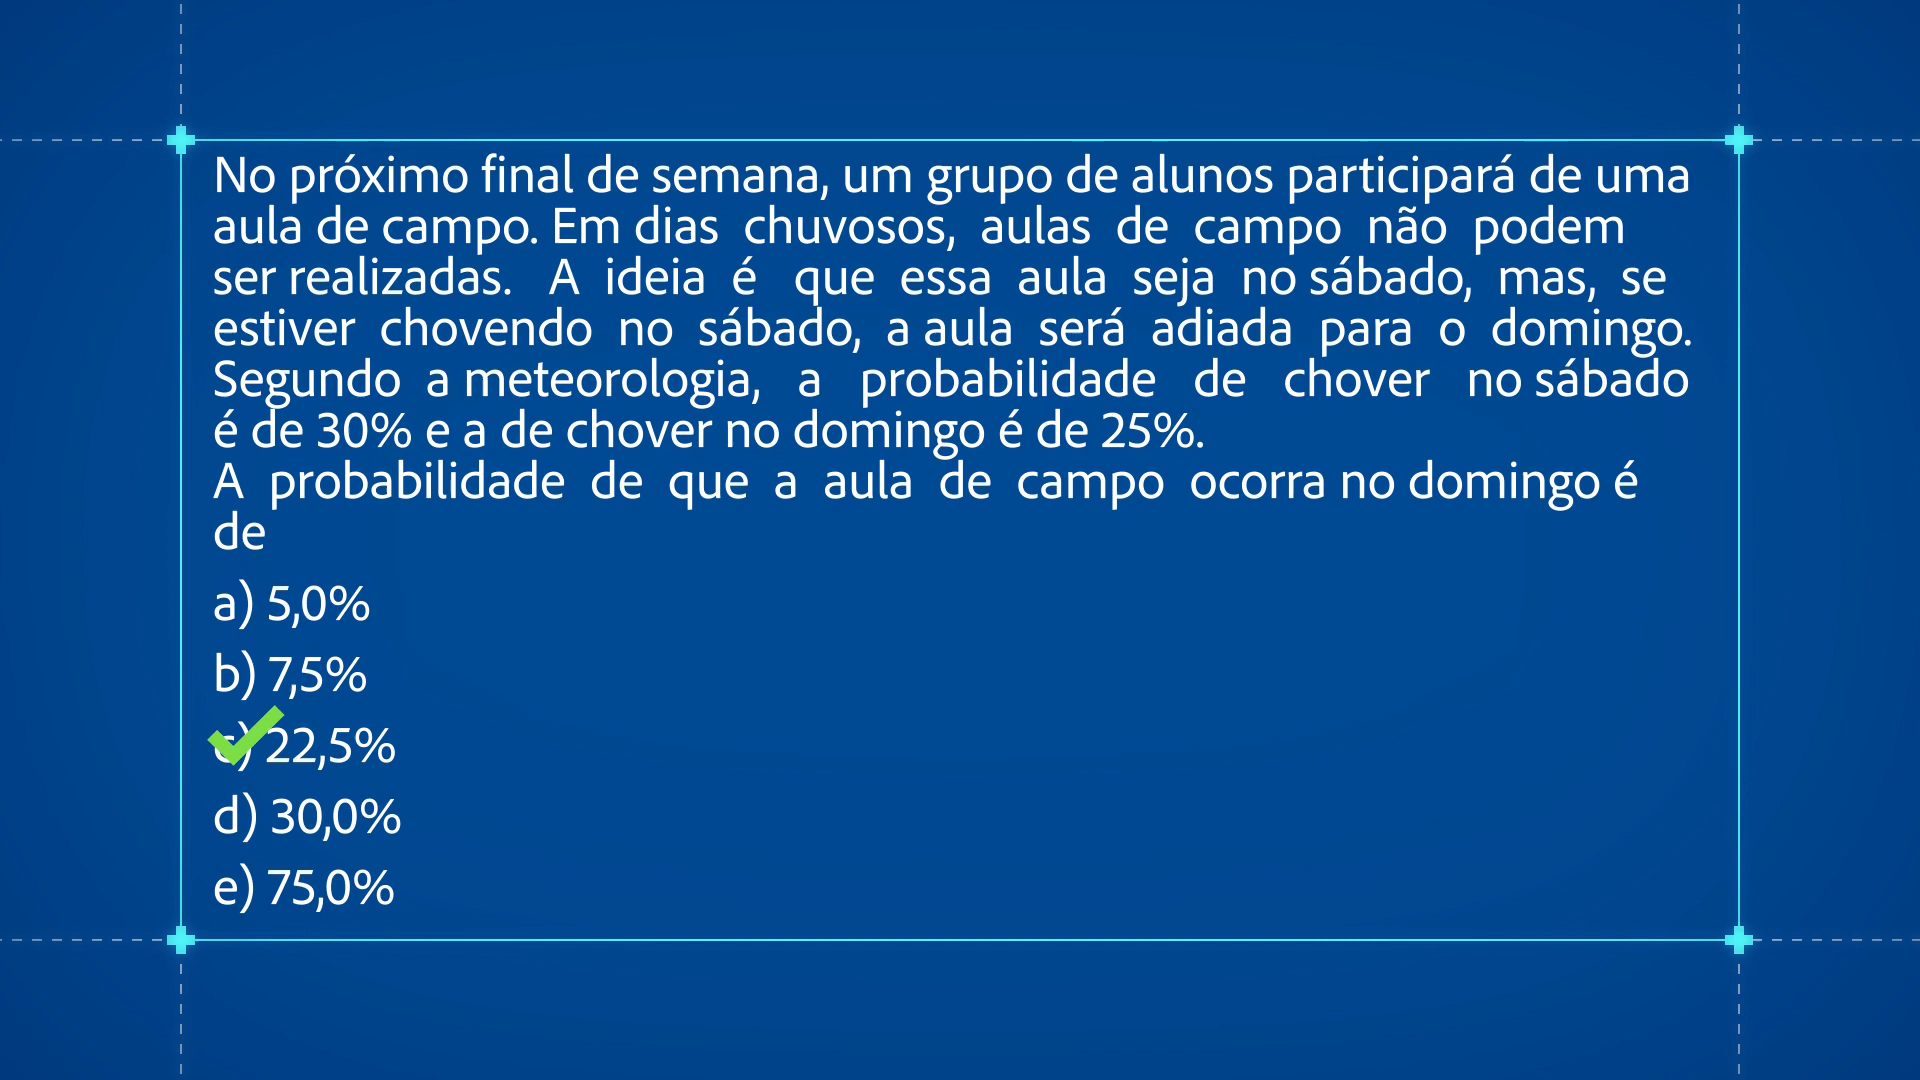 No próximo final de semana, um grupo de alunos participará de uma
aula de campo. Em dias chuvosos, aulas de campo não podem
ser realizadas. A ideia é que essa aula seja no sábado, mas, se
estiver chovendo no sábado, a aula será adiada para o domingo.
Segundo a meteorologia, a probabilidade de chover no sábado
é de 30% e a de chover no domingo é de 25%.
A probabilidade de que a aula de campo ocorra no domingo é
de
a) 5,0%
b) 7,5%
c) 22,5%
d) 30,0%
e) 75,0%